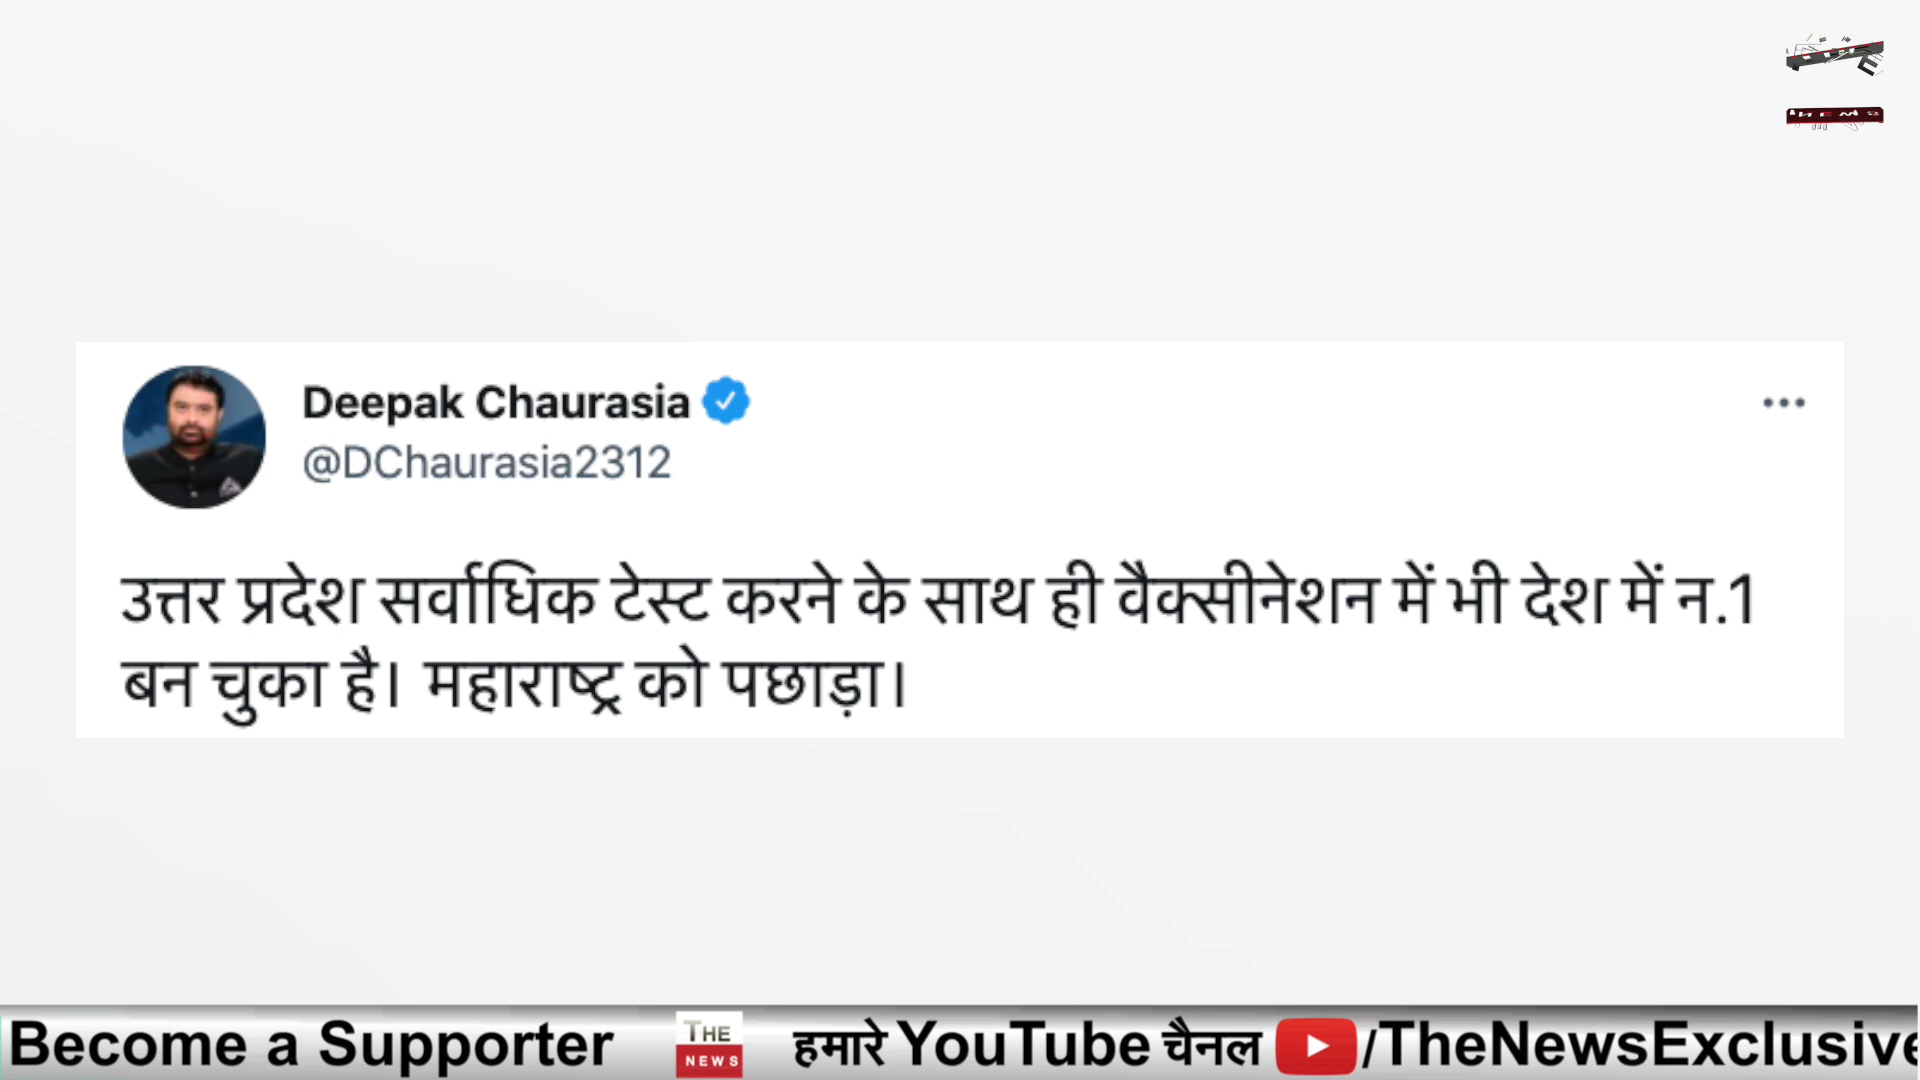 Deepak Chaurasia
@DChaurasia2312
उत्तर प्रदेश सर्वाधिक टेस्ट करने के साथ ही वैक्सीनेशन में भी देश में न.1
बन चुका है। महाराष्ट्र को पछाड़ा।
Become a Supporter THE NEWS हमारे YouTube चैनल /TheNewsExclusive